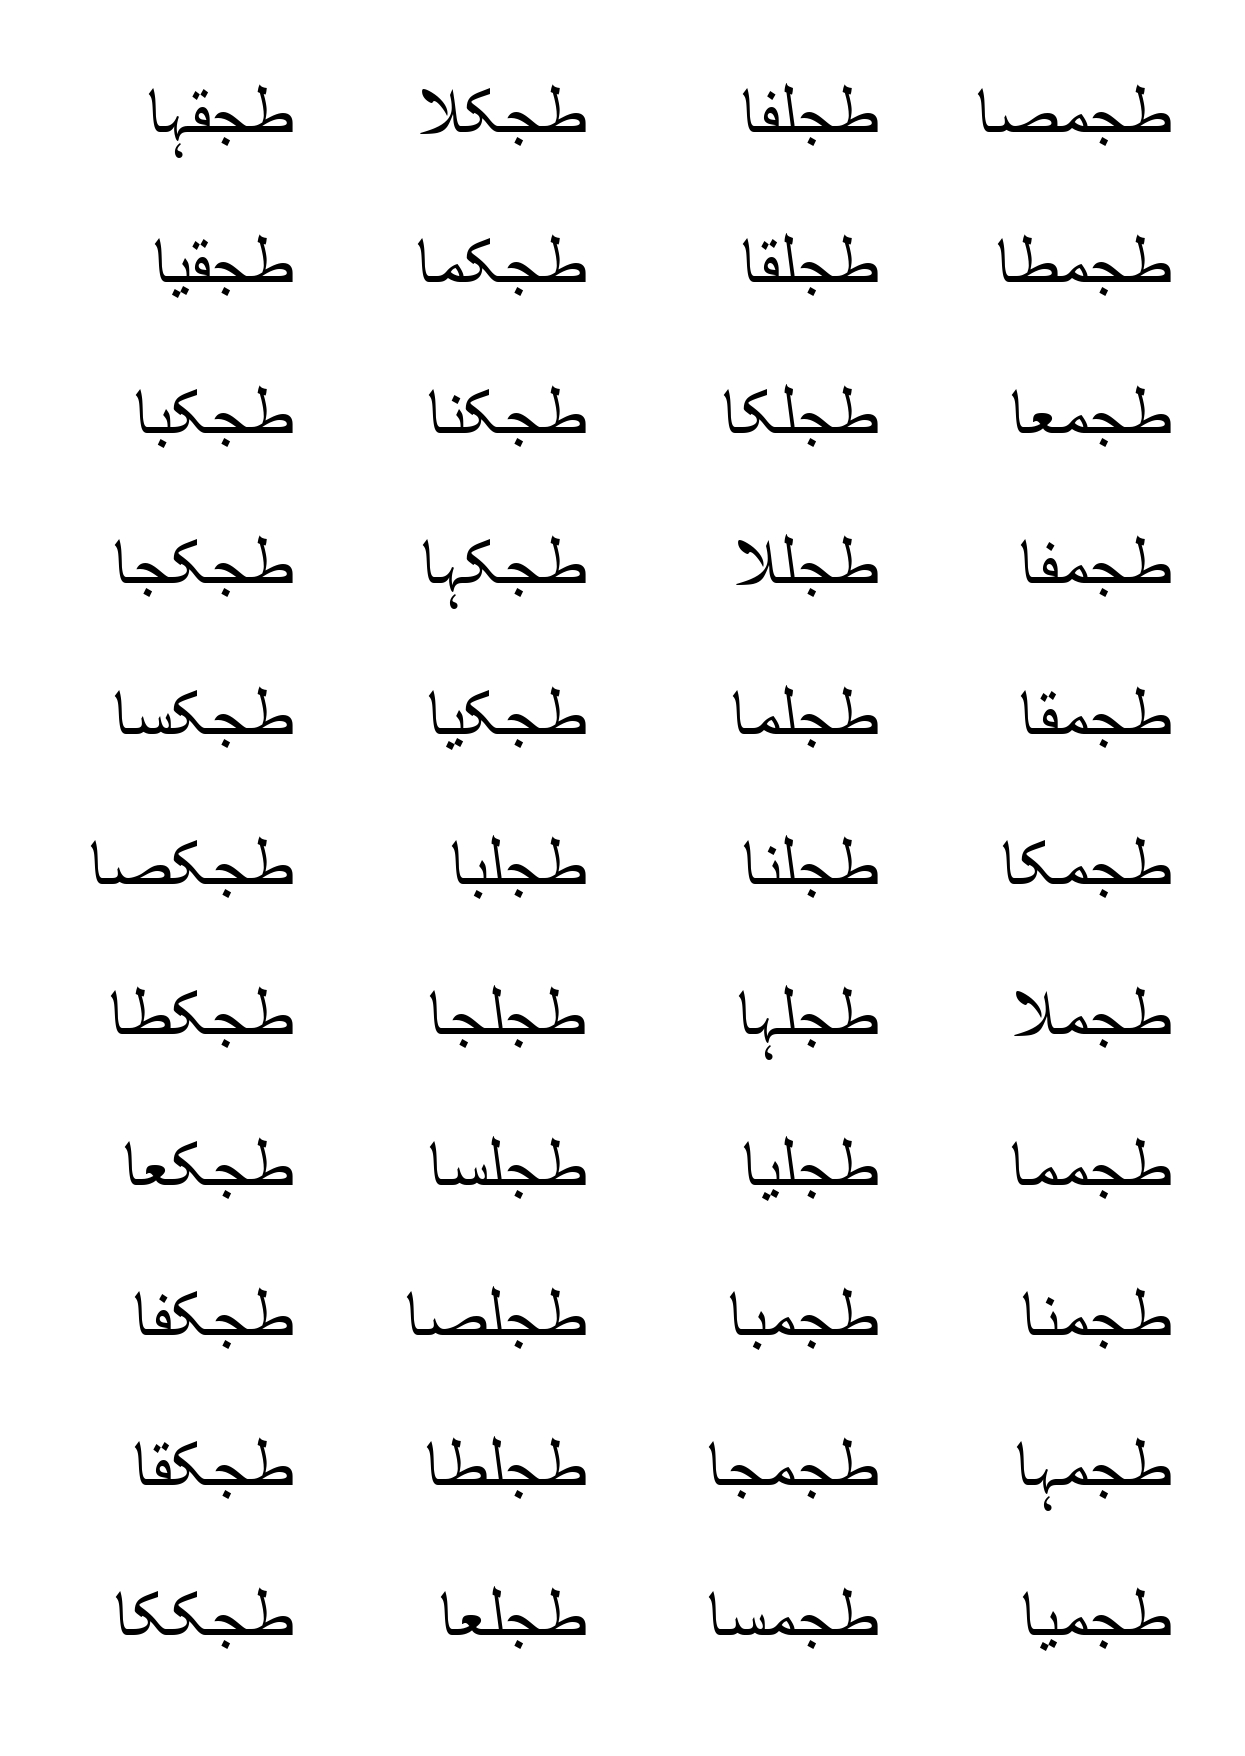 طجمصا طجلفا طجكلا طجقہا
طجمطا طجلقا طجكما طجقيا
طجمعا طجلكا طجكنا طجكبا
طجمفا طجللا طجكہا طجكجا
طجمقا طجلما طجكيا طجكسا
طجمكا طجلنا طجلبا طجكصا
طجملا طجلہا طجلجا طجكطا
طجمما طجليا طجلسا طجكعا
طجمنا طجمبا طجلصا طجكفا
طجمہا طجمجا طجلطا طجكقا
طجميا طجمسا طجلعا طجككا